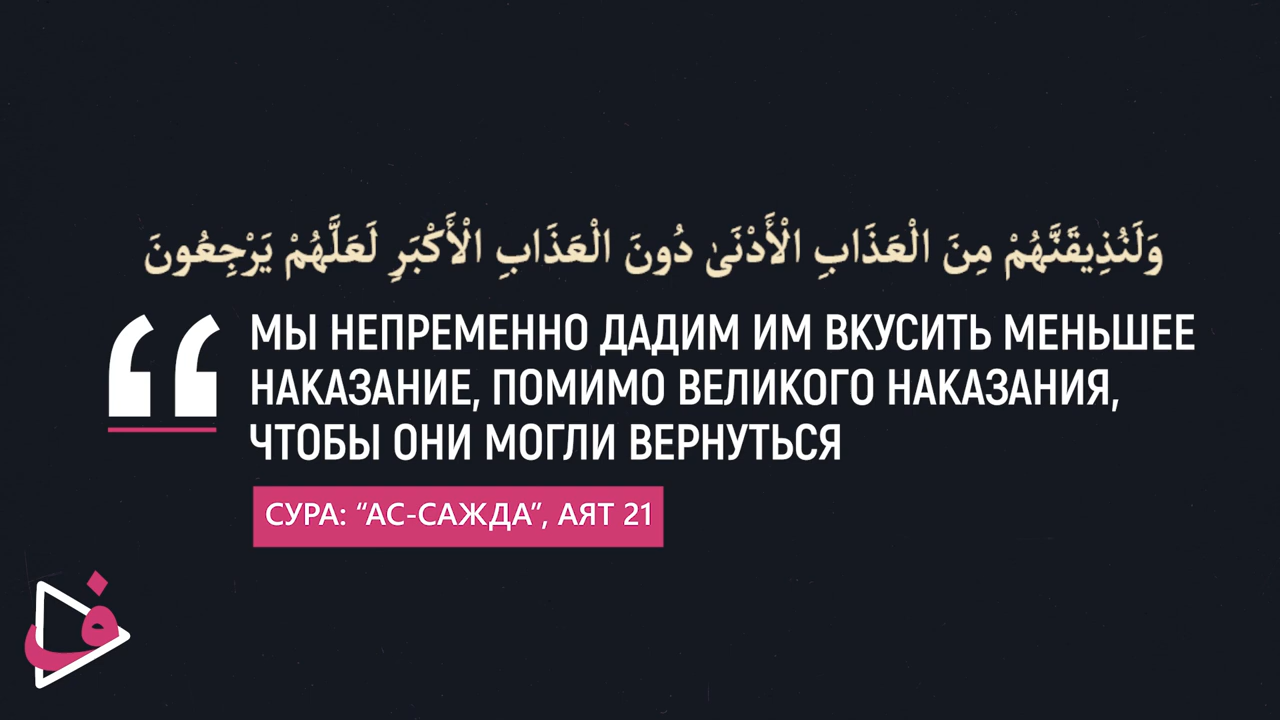 وَلَنُذِيقَنَّهُمْ مِنَ الْعَذَابِ الْأَدْنَىٰ دُونَ الْعَذَابِ الْأَكْبَرِ لَعَلَّهُمْ يَرْجِعُونَ
“
МЫ НЕПРЕМЕННО ДАДИМ ИМ ВКУСИТЬ МЕНЬШЕЕ
НАКАЗАНИЕ, ПОМИМО ВЕЛИКОГО НАКАЗАНИЯ,
ЧТОБЫ ОНИ МОГЛИ ВЕРНУТЬСЯ
СУРА: “АС-САЖДА”, АЯТ 21
ف